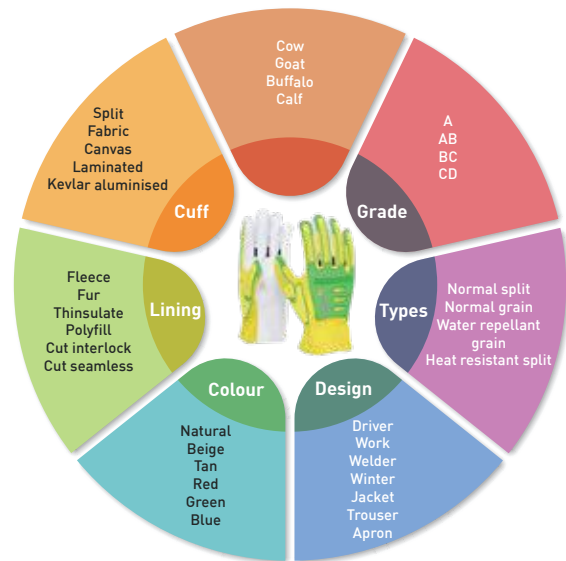 Cow
Goat
Buffalo
Calf
A
AB
BC
CD
Grade
Normal split
Normal grain
Water repellant
grain
Heat resistant split
Types
Design
Driver
Work
Welder
Winter
Jacket
Trouser
Apron
Colour
Natural
Beige
Tan
Red
Green
Blue
Lining
Fleece
Fur
Thinsulate
Polyfill
Cut interlock
Cut seamless
Cuff
Split
Fabric
Canvas
Laminated
Kevlar aluminised